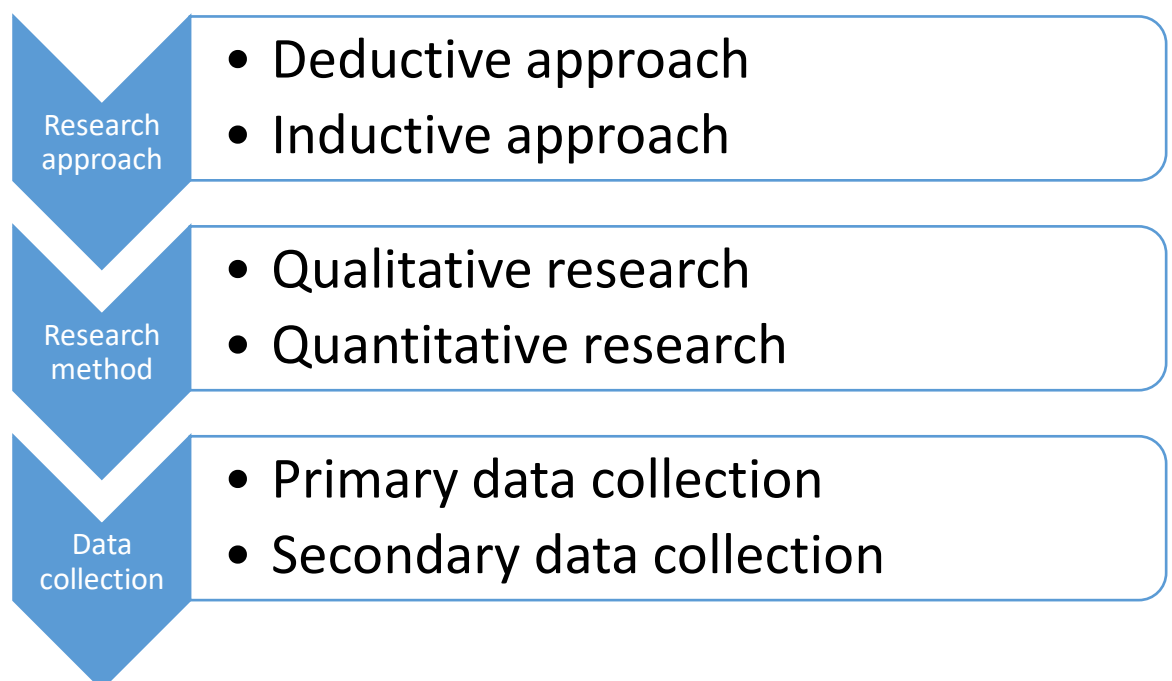 Research
approach
• Deductive approach
• Inductive approach
Research
method
• Qualitative research
• Quantitative research
Data
collection
• Primary data collection
• Secondary data collection